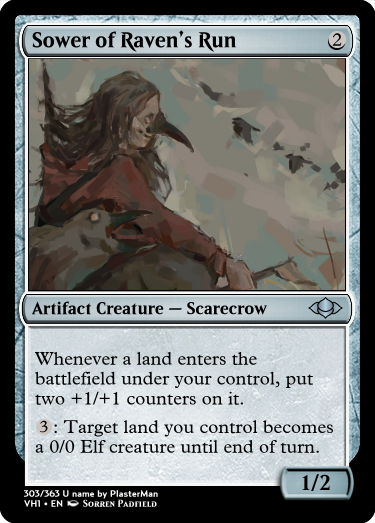 Sower of Raven's Run 2
Artifact Creature — Scarecrow
Whenever a land enters the
battlefield under your control, put
two +1/+1 counters on it.
3: Target land you control becomes
a 0/0 Elf creature until end of turn.
1/2
303/363 U name by PlasterMan
VH1 • EN Sorren Padfield